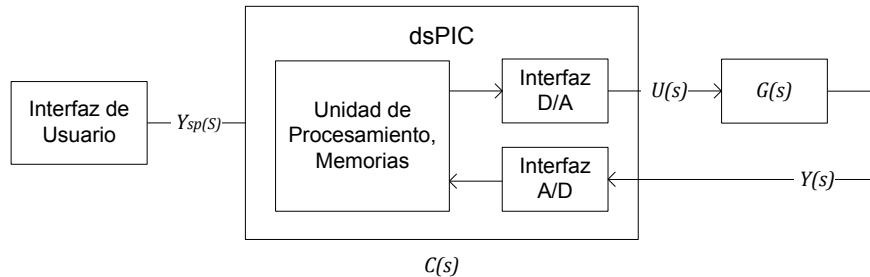 dsPIC
Interfaz de
Usuario
Ysp(S)
Unidad de
Procesamiento,
Memorias
Interfaz
D/A
U(s)
G(s)
Interfaz
A/D
Y(s)
C(s)